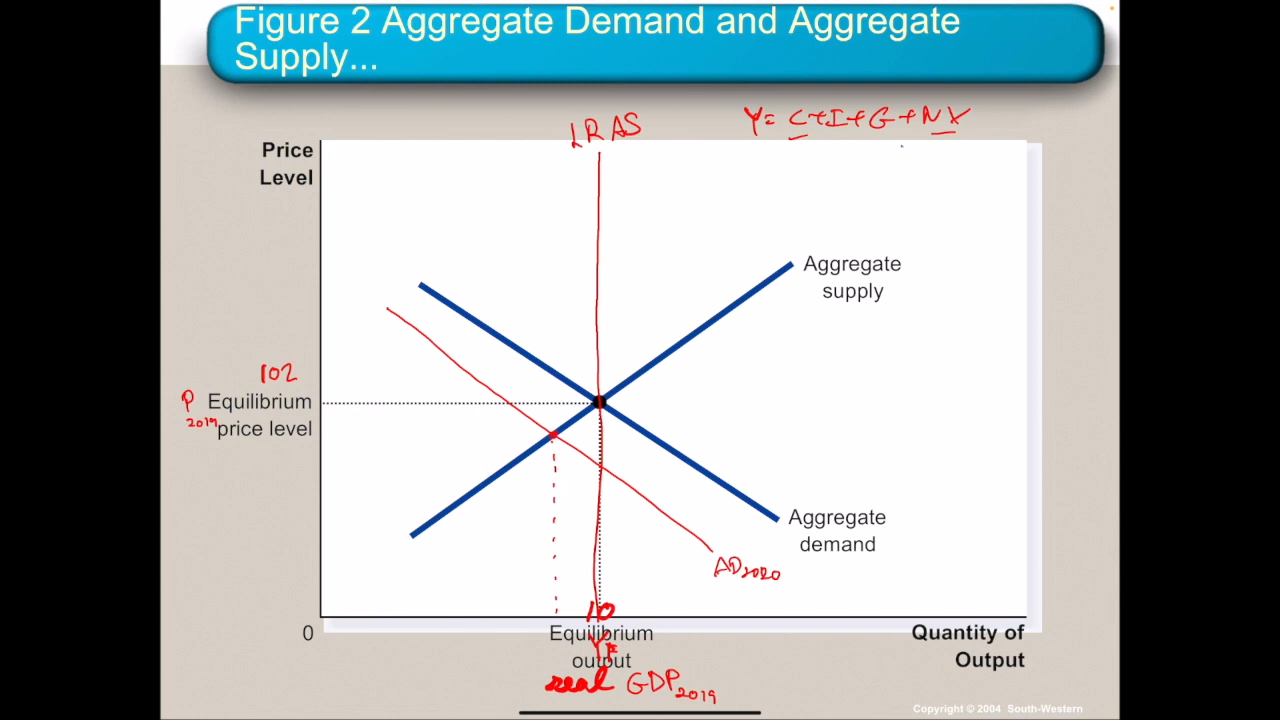 Figure 2 Aggregate Demand and Aggregate
Supply...
LRAS
Y = C+I+G+NX
Price
Level
Aggregate
supply
102
P 2019
Equilibrium
price level
Aggregate
demand
AD2020
10
0
Equilibrium
output
Quantity of
Output
real GDP2019
Copyright © 2004 South-Western